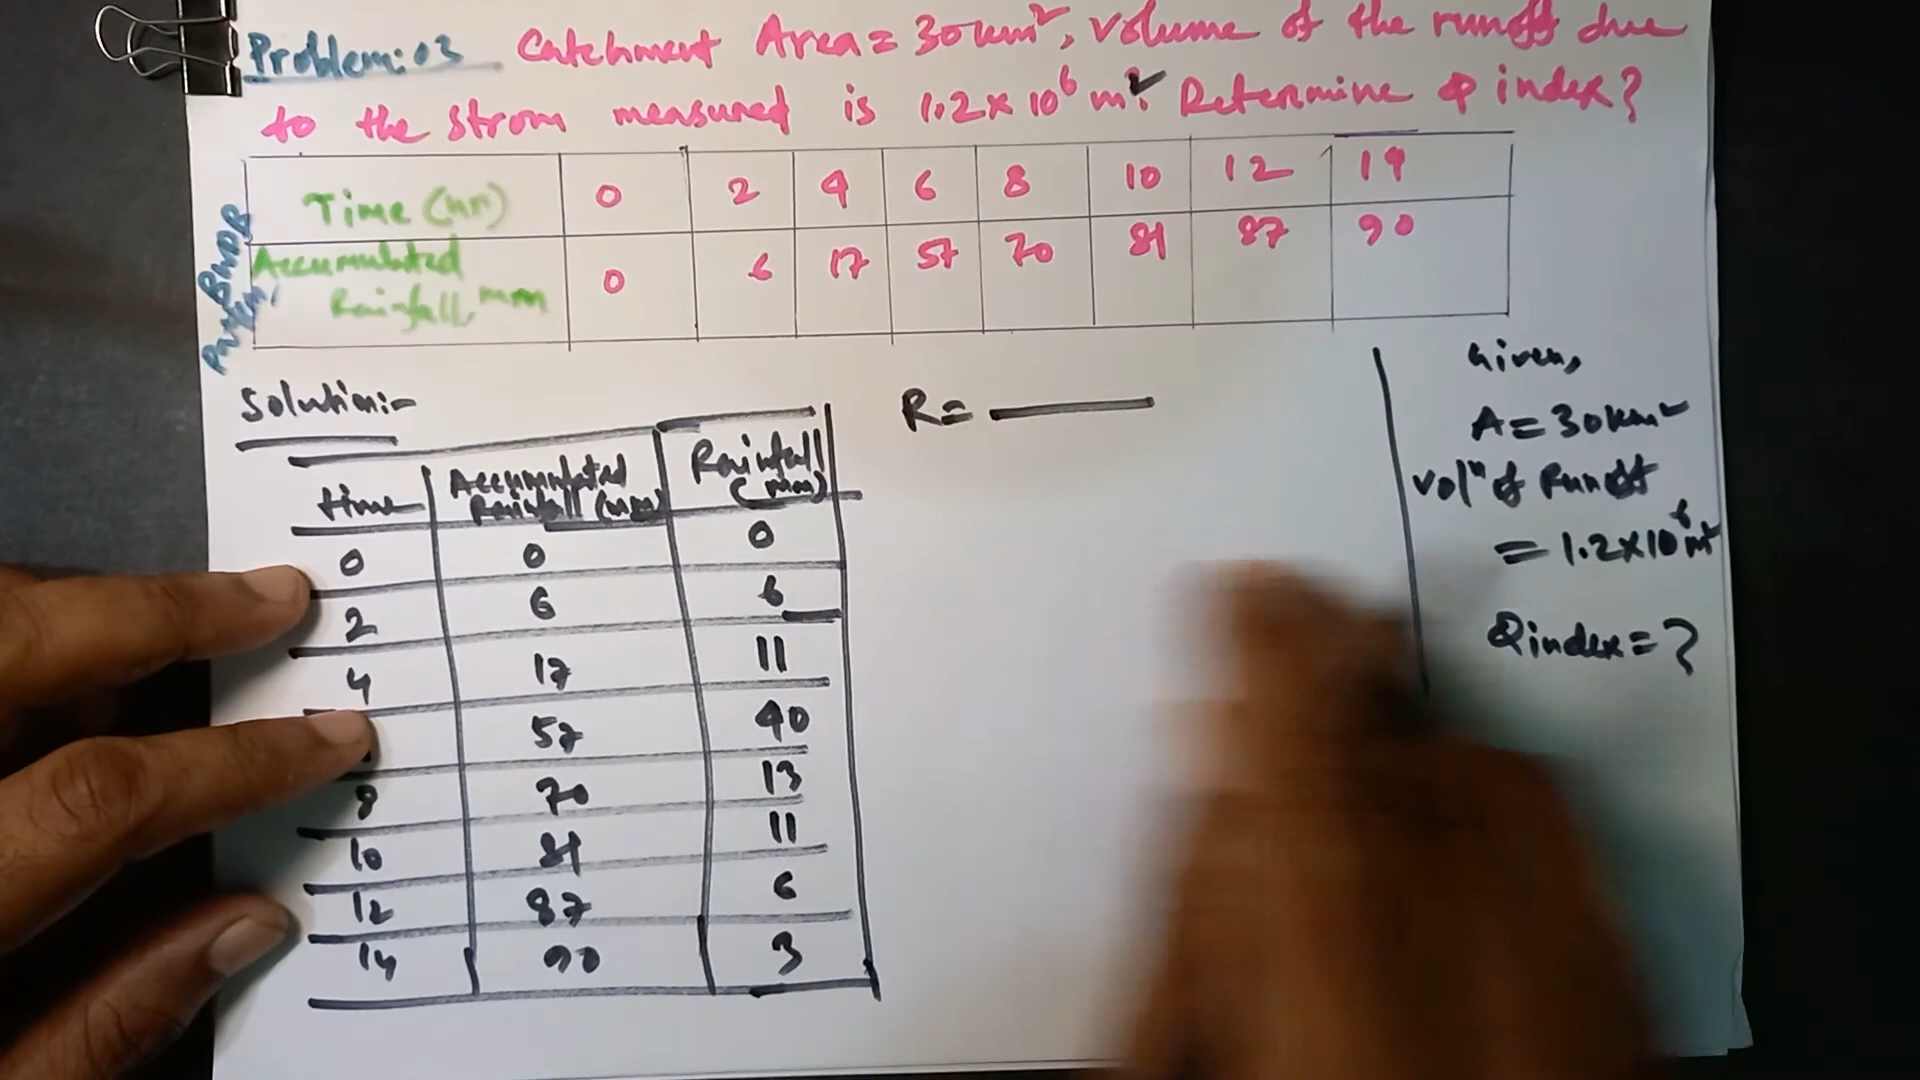 Problem: 03 Catchment Area = 30 km², volume of the runoff due
to the strom measured is 1.2 x 10⁶ m². Determine φ index?
Time (hr) 0 2 4 6 8 10 12 14
Accumulated Rainfall, mm 0 6 17 57 70 81 87 90
BWDB
Solution:-
time Accumulated Rainfall (mm) Rainfall (mm)
0 0 0
2 6 6
4 17 11
57 40
8 70 13
10 81 11
12 87 6
14 90 3
R =
Given,
A = 30 km²
volⁿ of Runoff
= 1.2 x 10⁶ m²
φ index = ?